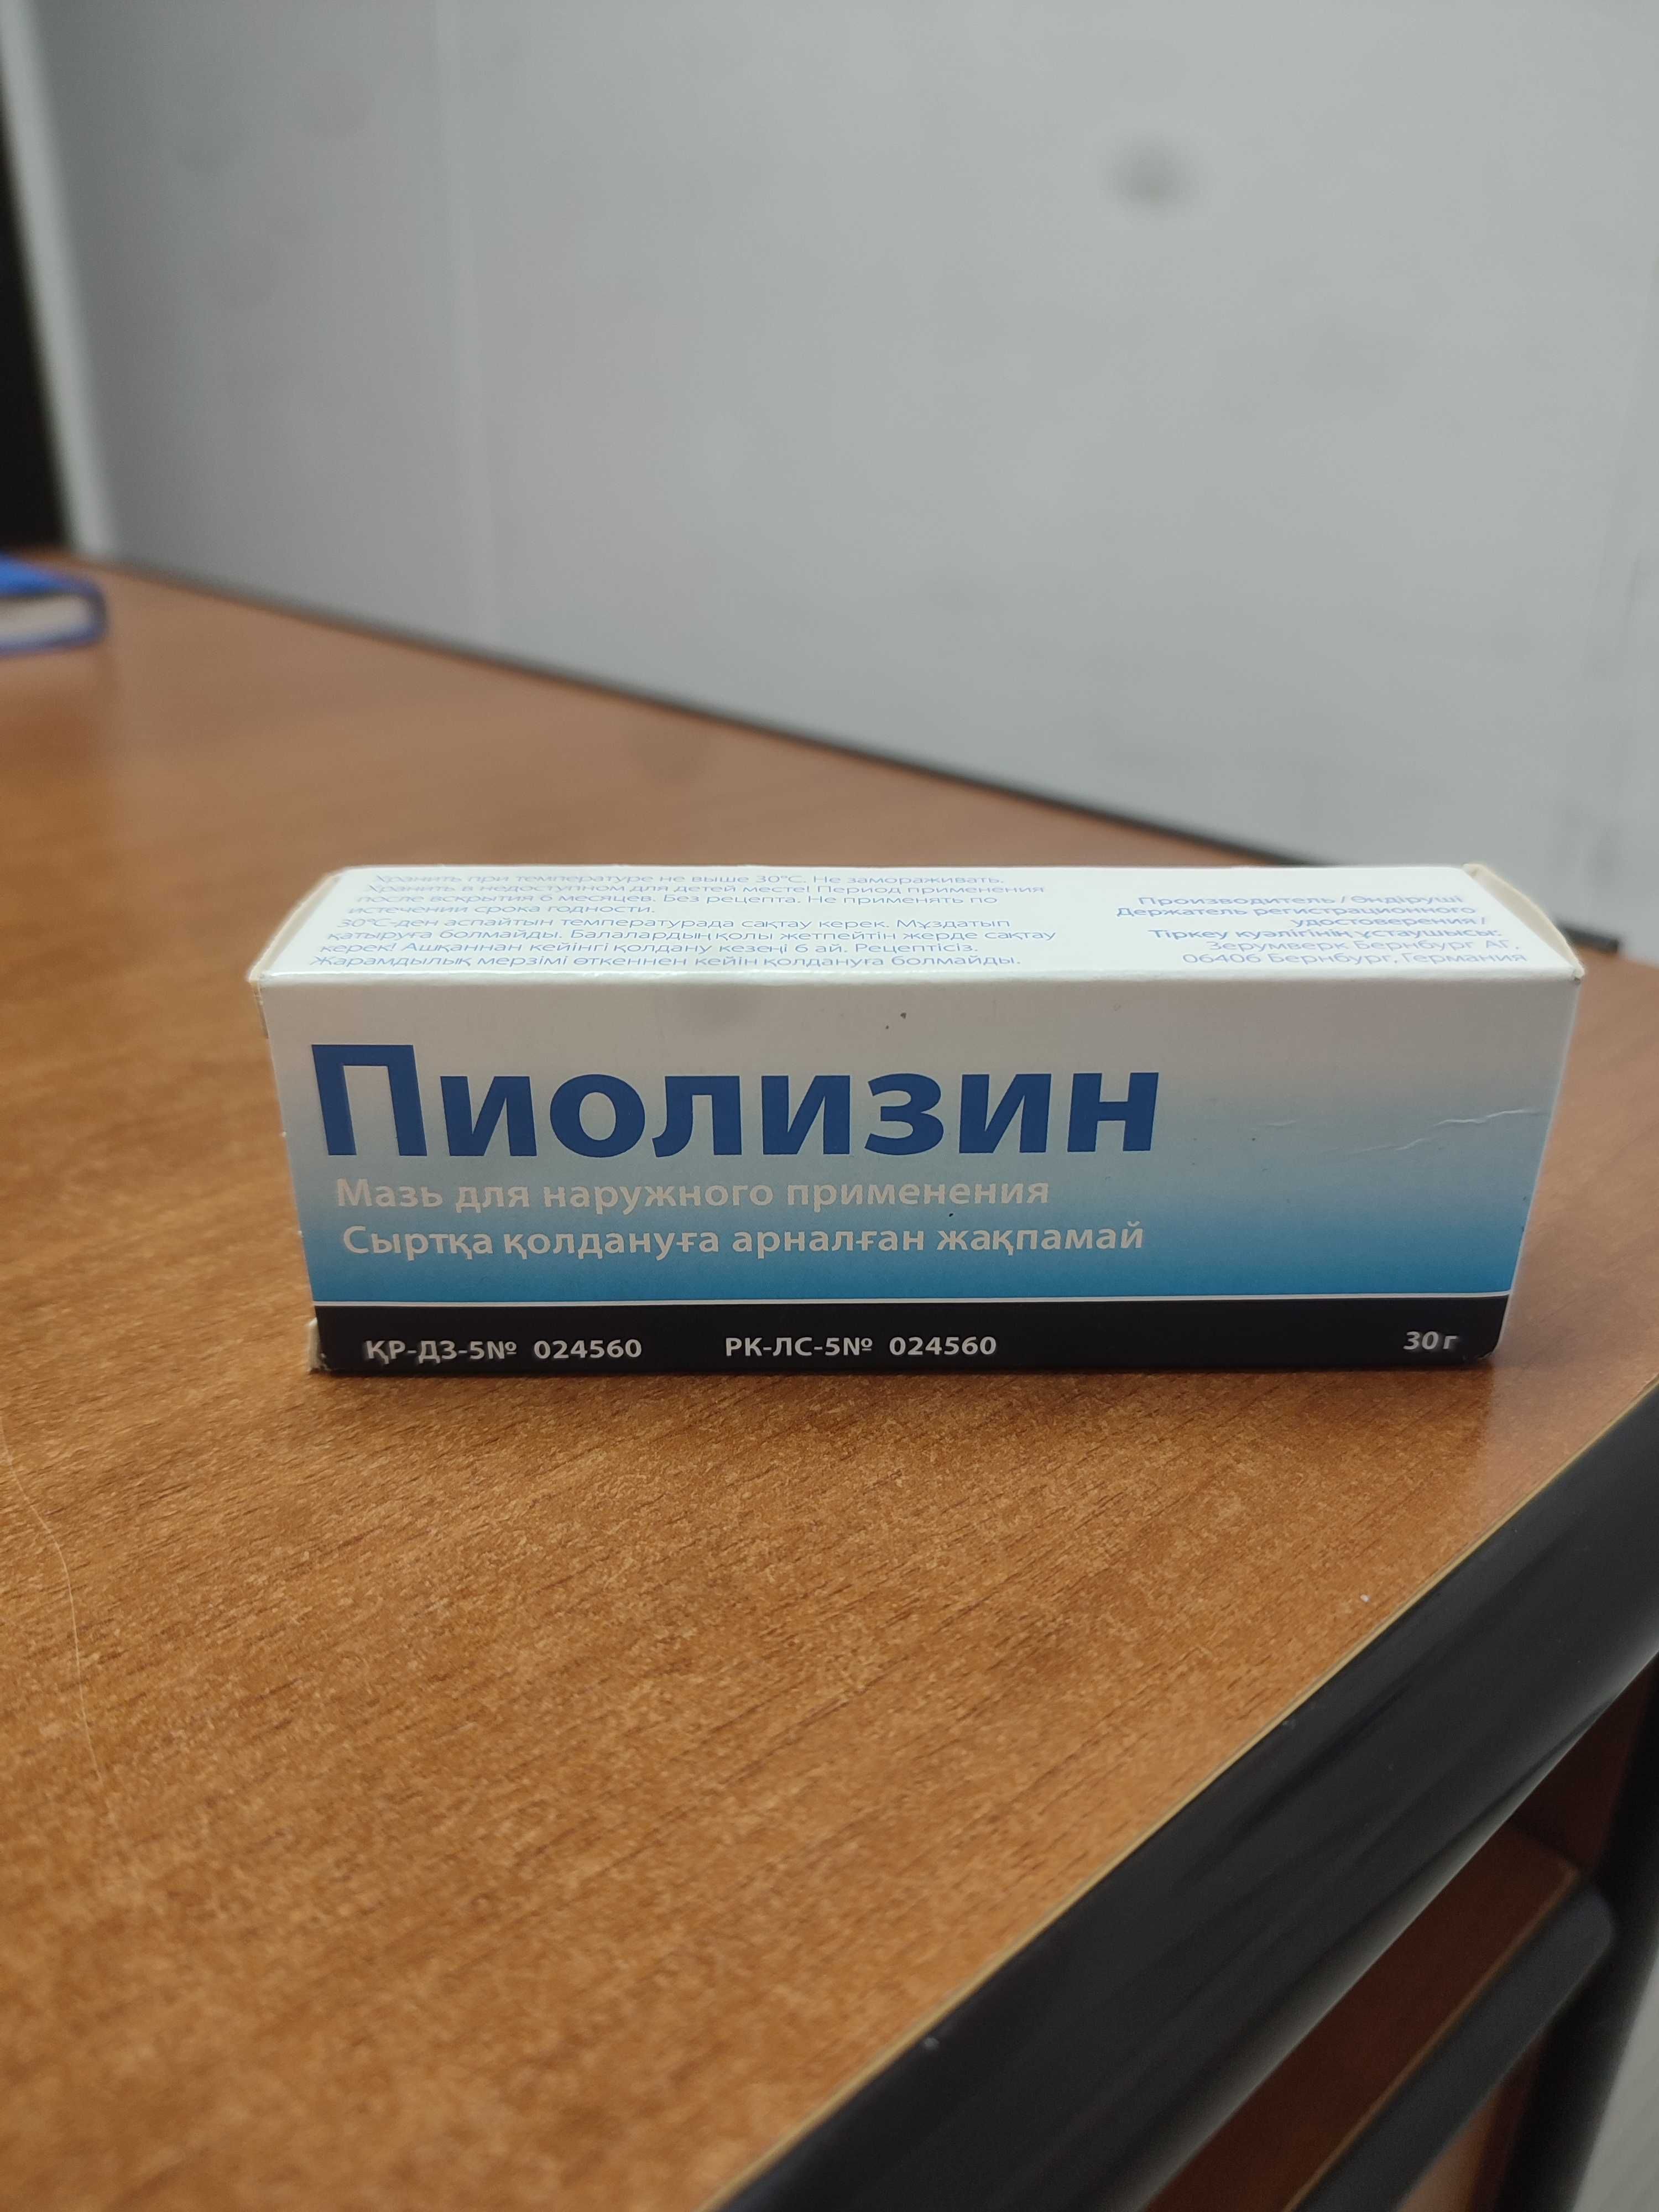 Хранить при температуре не выше 30°С. Не замораживать.
Хранить в недоступном для детей месте! Период применения
после вскрытия 6 месяцев. Без рецепта. Не применять по
истечении срока годности.
30°С-ден аспайтын температурада сақтау керек. Мұздатып
қатыруға болмайды. Балалардың қолы жетпейтін жерде сақтау
керек! Ашқаннан кейінгі қолдану кезеңі 6 ай. Рецептісіз.
Жарамдылық мерзімі өткеннен кейін қолдануға болмайды.
Производитель / Өндіруші
Держатель регистрационного
удостоверения /
Тіркеу куәлігінің ұстаушысы:
Зерумверк Бернбург АГ,
06406 Бернбург, Германия
Пиолизин
Мазь для наружного применения
Сыртқа қолдануға арналған жақпамай
ҚР-ДЗ-5№ 024560 РК-ЛС-5№ 024560 30 г